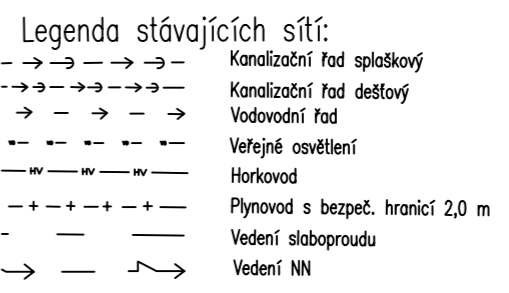 Legenda stávajících sítí:
Kanalizační řad splaškový
Kanalizační řad dešťový
Vodovodní řad
Veřejné osvětlení
HV HV HV Horkovod
Plynovod s bezpeč. hranicí 2,0 m
Vedení slaboproudu
Vedení NN